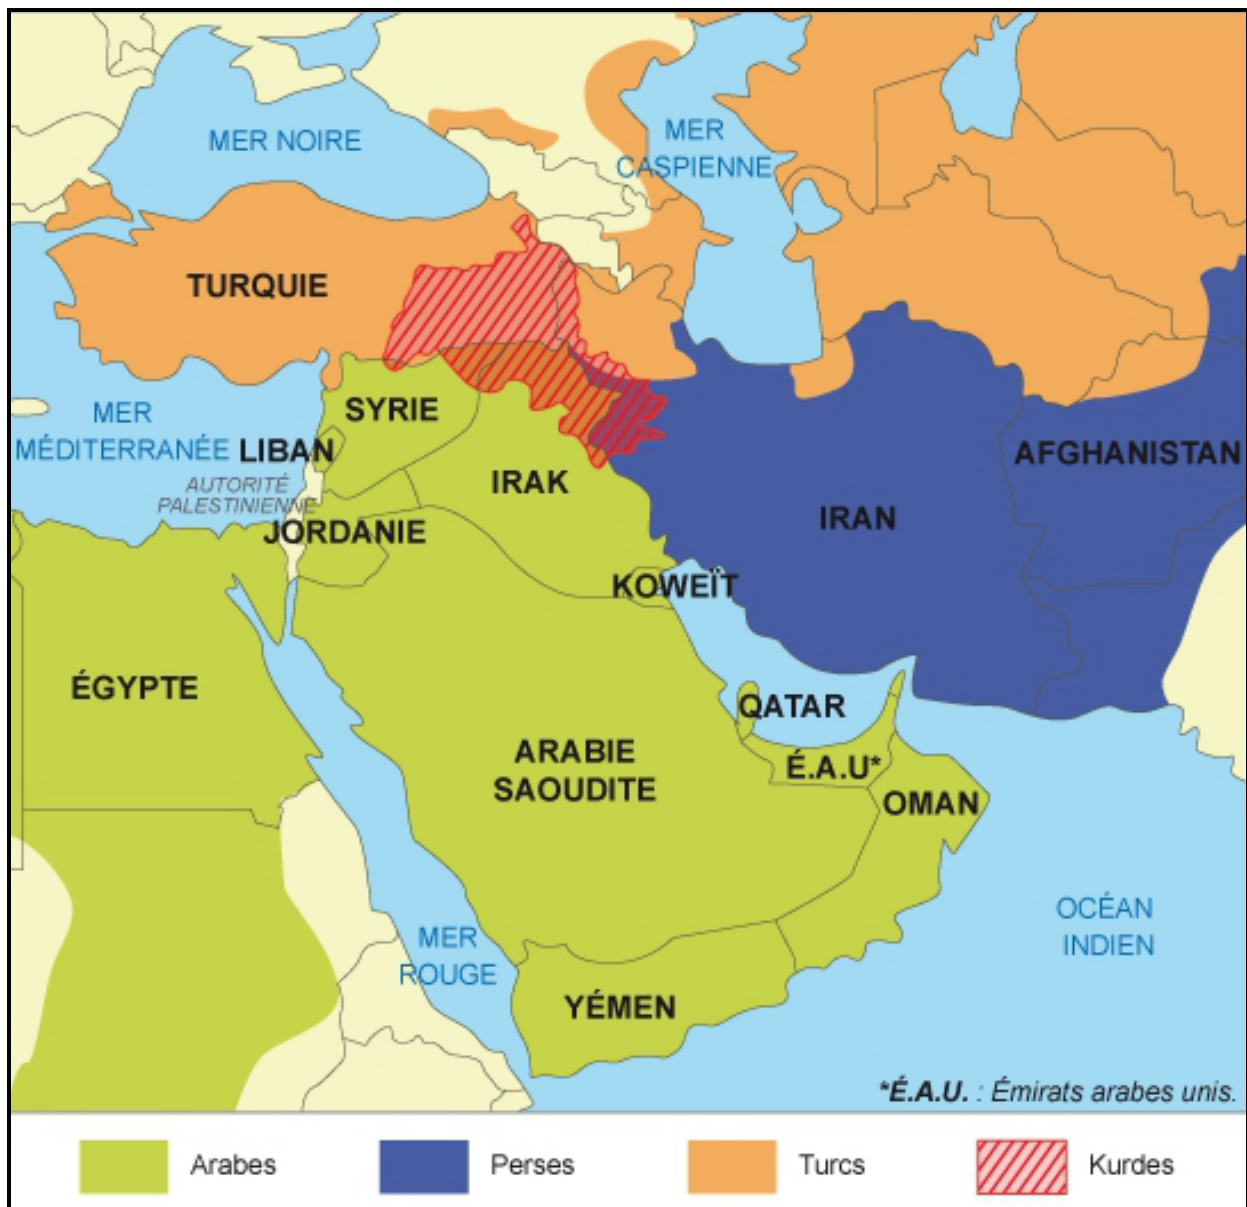 MER NOIRE
MER
CASPIENNE
TURQUIE
MER
MÉDITERRANÉE
SYRIE
LIBAN
AUTORITÉ
PALESTINIENNE
JORDANIE
IRAK
IRAN
AFGHANISTAN
KOWEÏT
ÉGYPTE
QATAR
ARABIE
SAOUDITE
É.A.U*
OMAN
MER
ROUGE
YÉMEN
OCÉAN
INDIEN
*É.A.U. : Émirats arabes unis.
Arabes
Perses
Turcs
Kurdes